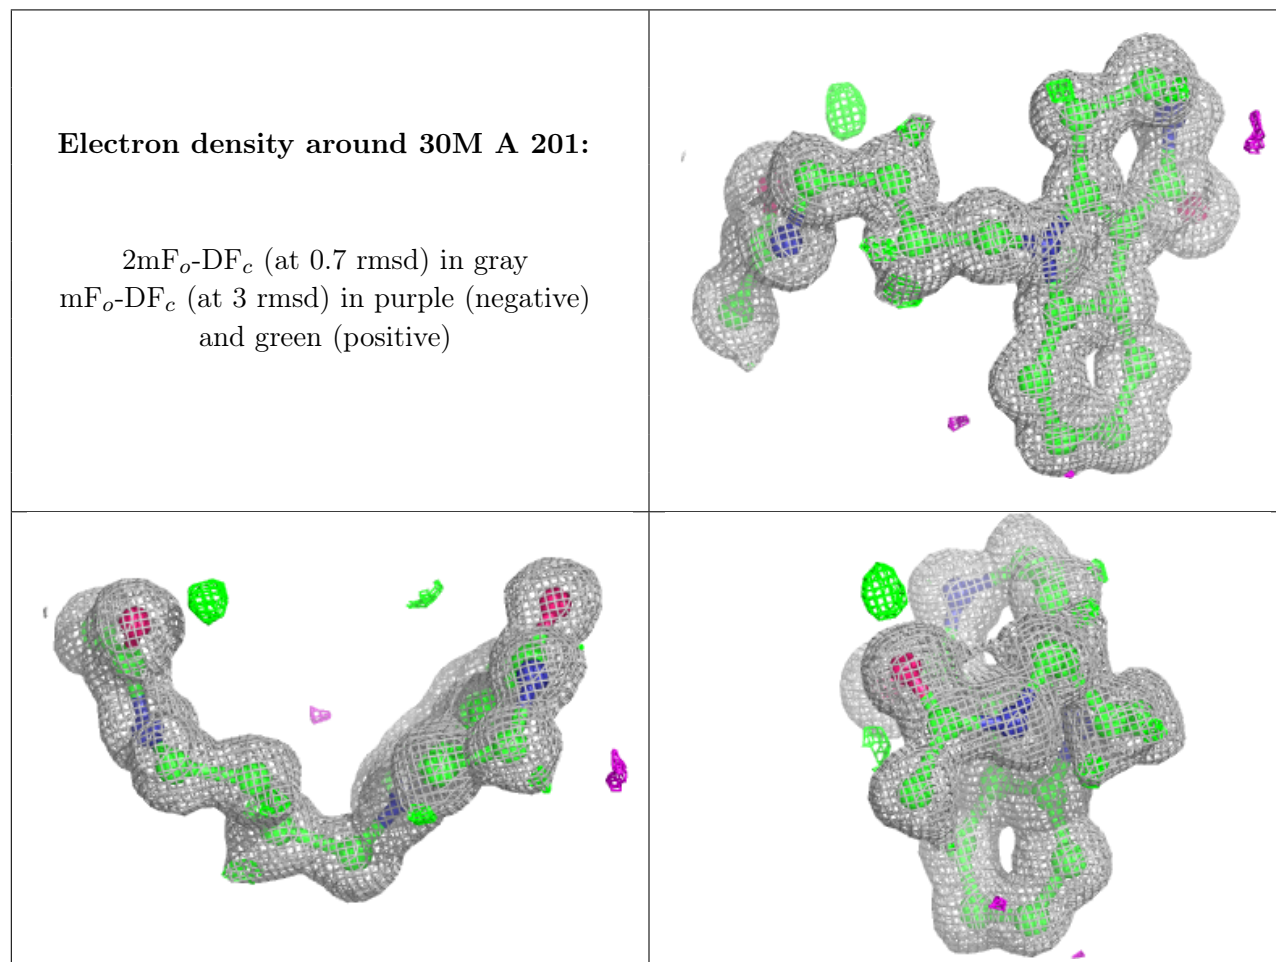 Electron density around 30M A 201:
2mFo-DFc (at 0.7 rmsd) in gray
mFo-DFc (at 3 rmsd) in purple (negative)
and green (positive)